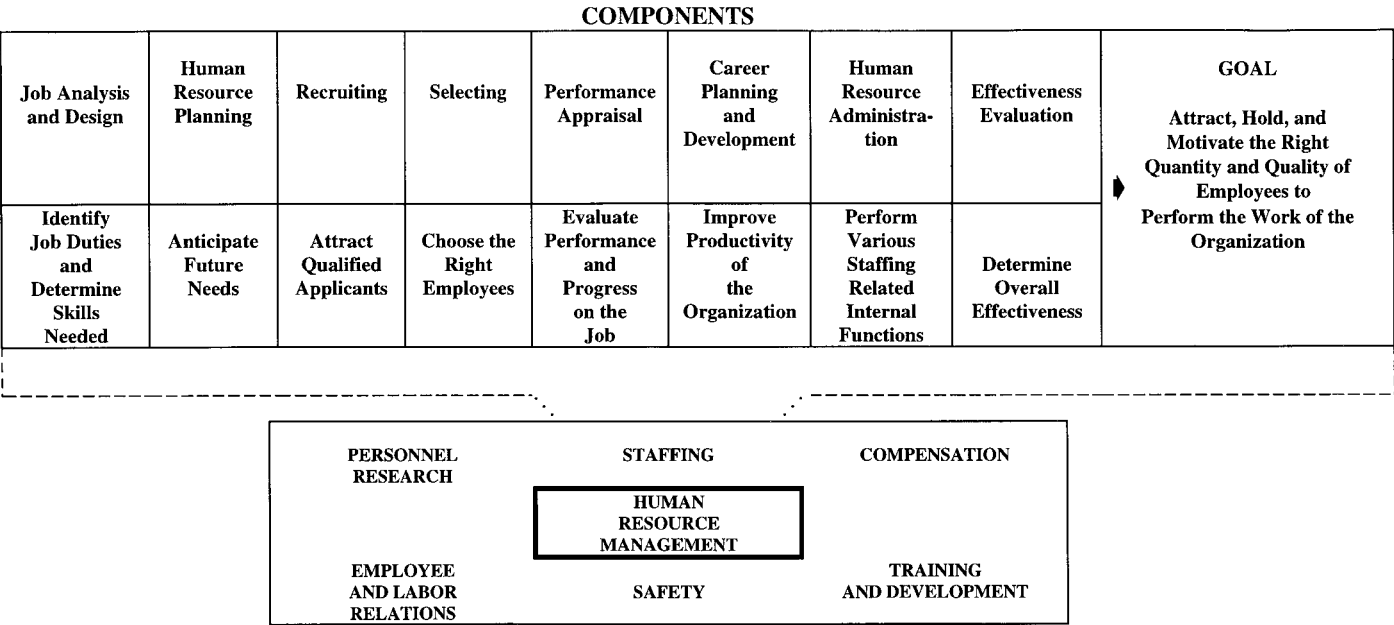 COMPONENTS
Job Analysis
and Design
Human
Resource
Planning
Recruiting
Selecting
Performance
Appraisal
Career
Planning
and
Development
Human
Resource
Administra-
tion
Effectiveness
Evaluation
GOAL
Attract, Hold, and
Motivate the Right
Quantity and Quality of
Employees to
Perform the Work of the
Organization
Identify
Job Duties
and
Determine
Skills
Needed
Anticipate
Future
Needs
Attract
Qualified
Applicants
Choose the
Right
Employees
Evaluate
Performance
and
Progress
on the
Job
Improve
Productivity
of
the
Organization
Perform
Various
Staffing
Related
Internal
Functions
Determine
Overall
Effectiveness
PERSONNEL
RESEARCH
STAFFING
COMPENSATION
HUMAN
RESOURCE
MANAGEMENT
EMPLOYEE
AND LABOR
RELATIONS
SAFETY
TRAINING
AND DEVELOPMENT